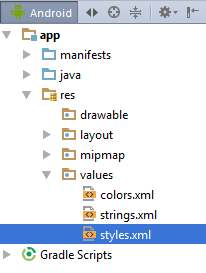 Android
app
manifests
java
res
drawable
layout
mipmap
values
colors.xml
strings.xml
styles.xml
Gradle Scripts